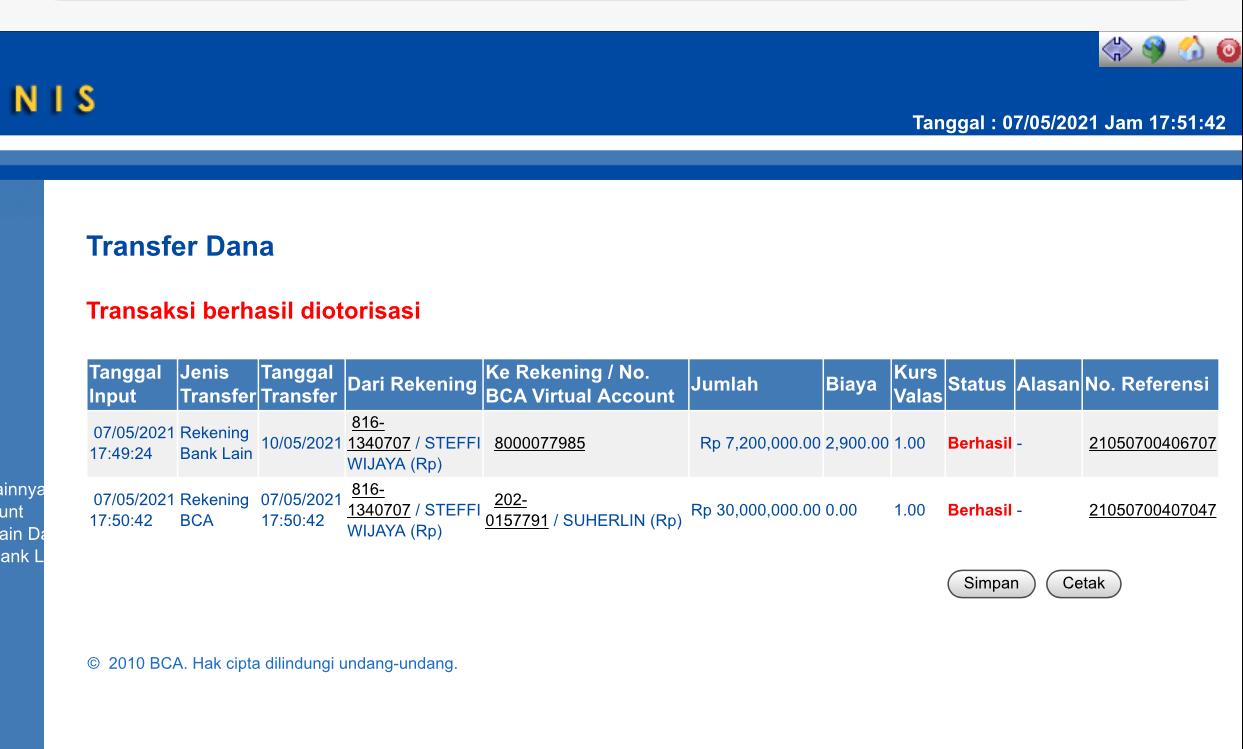 NIS
Tanggal : 07/05/2021 Jam 17:51:42
Transfer Dana
Transaksi berhasil diotorisasi
Tanggal Jenis Tanggal Dari Rekening Ke Rekening / No. Jumlah Biaya Kurs Status Alasan No. Referensi
Input Transfer Transfer BCA Virtual Account Valas
816-
07/05/2021 Rekening 10/05/2021 1340707 / STEFFI 8000077985 Rp 7,200,000.00 2,900.00 1.00 Berhasil - 21050700406707
17:49:24 Bank Lain WIJAYA (Rp)
816- 202-
07/05/2021 Rekening 07/05/2021 1340707 / STEFFI 0157791 / SUHERLIN (Rp) Rp 30,000,000.00 0.00 1.00 Berhasil - 21050700407047
17:50:42 BCA 17:50:42 WIJAYA (Rp)
ainnya
unt
ain Da
ank L
Simpan Cetak
© 2010 BCA. Hak cipta dilindungi undang-undang.